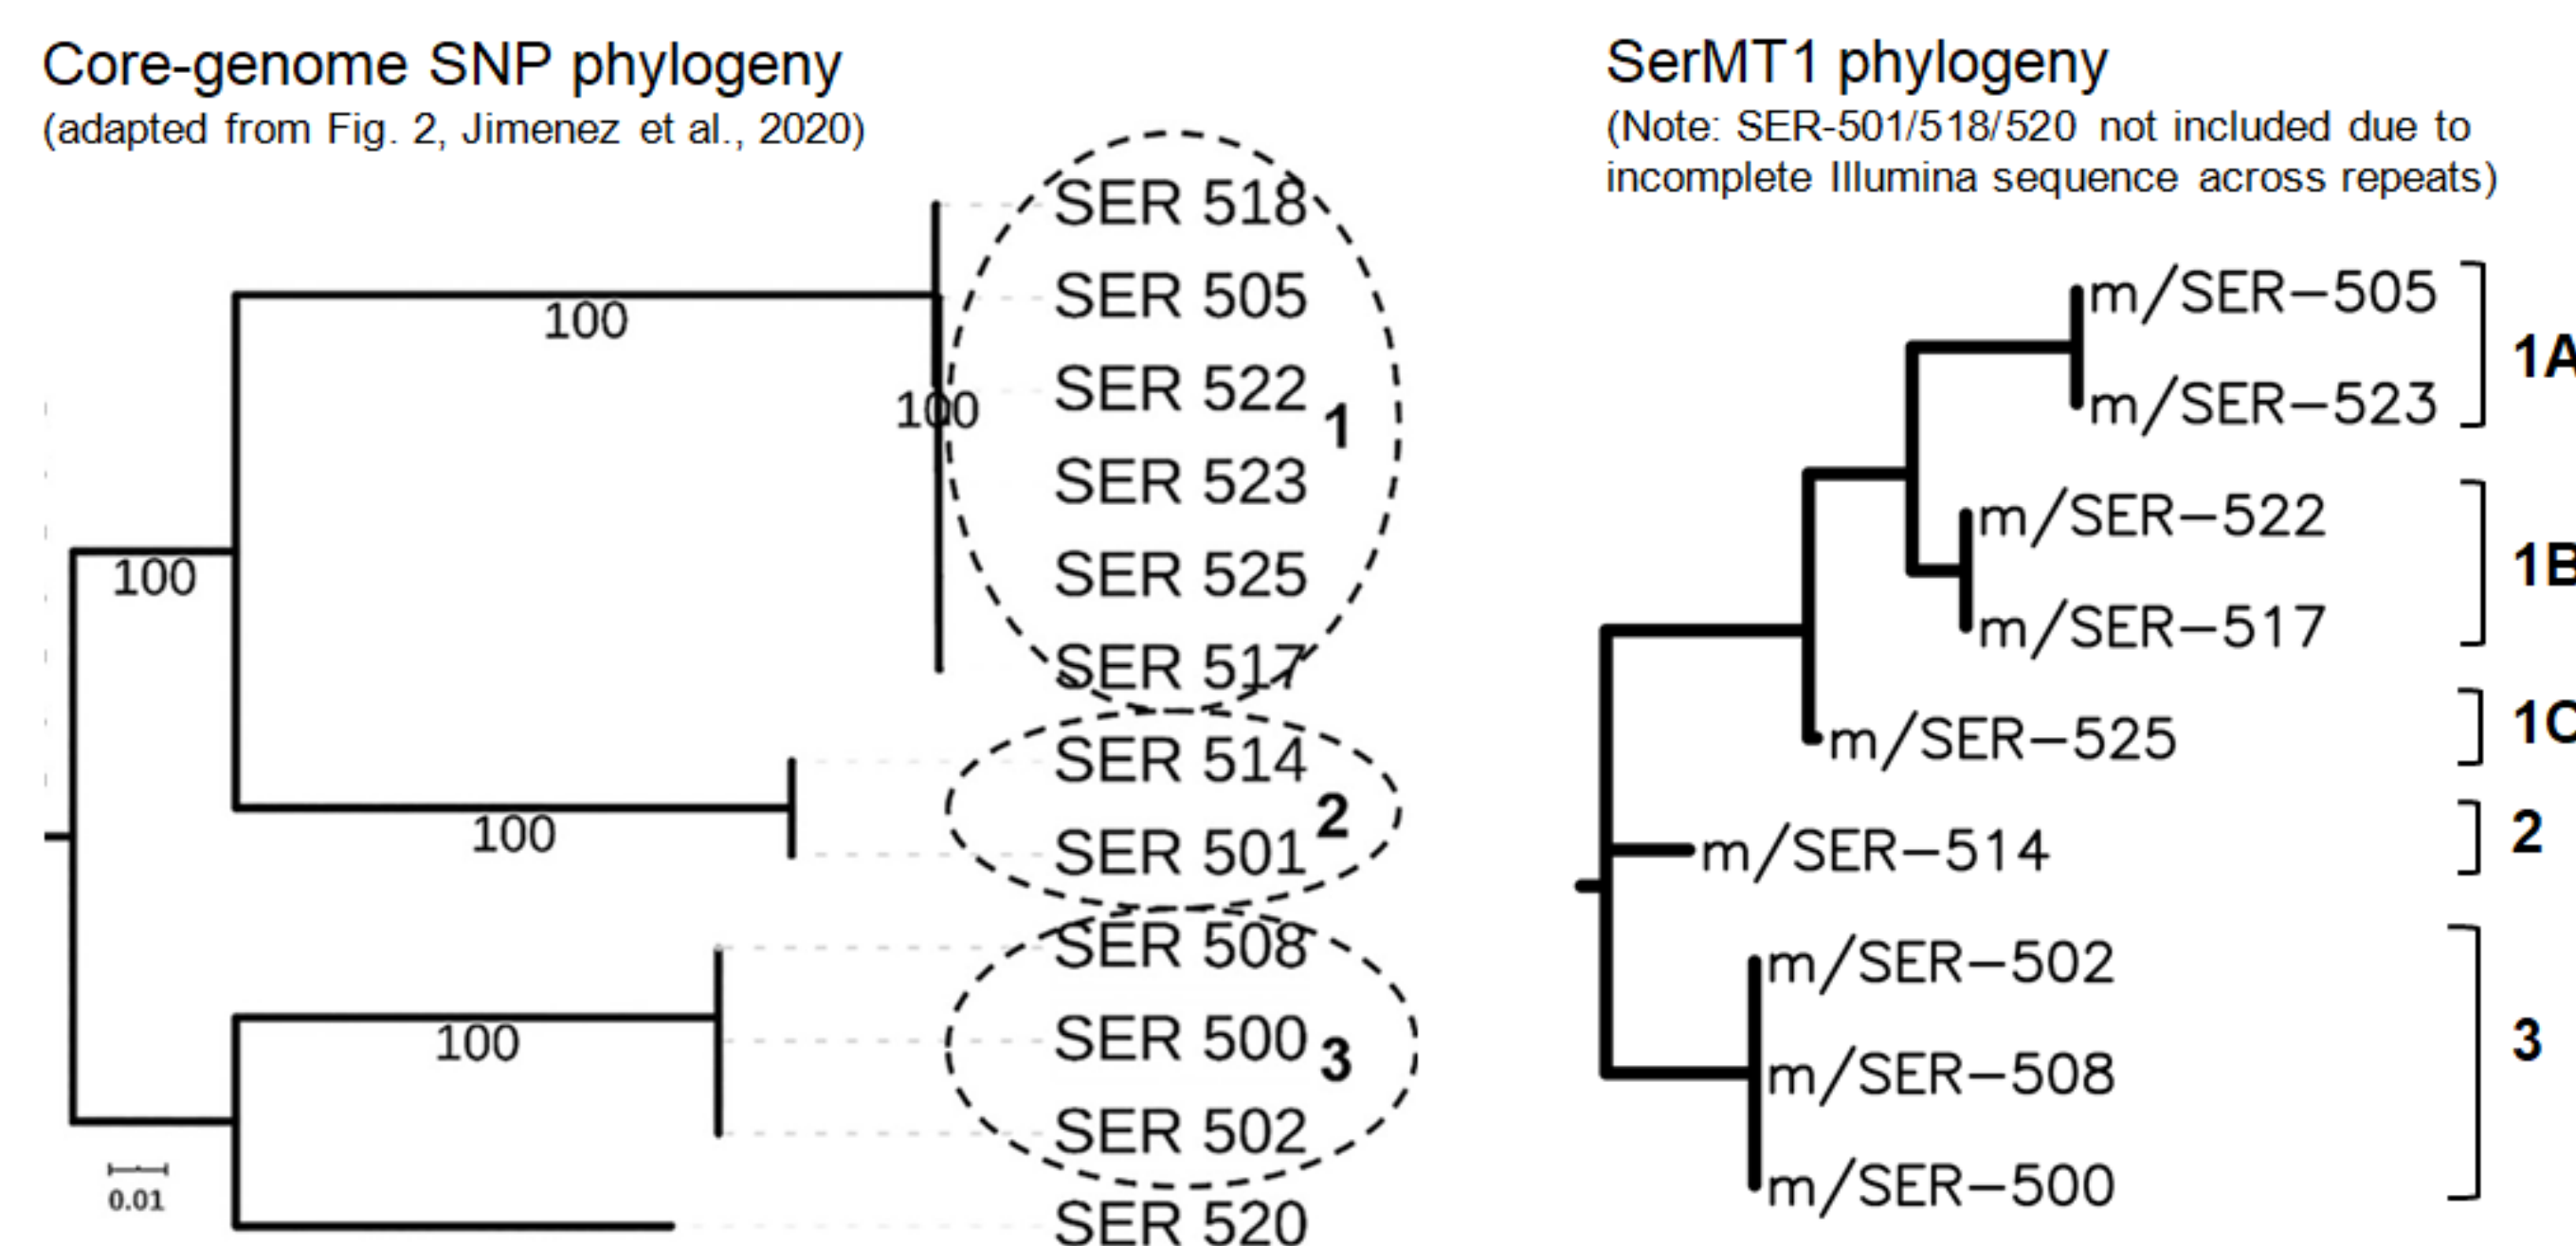 Core-genome SNP phylogeny
(adapted from Fig. 2, Jimenez et al., 2020)
SER 518
SER 505
100
SER 522
100
1
SER 523
100
SER 525
SER 517
SER 514
100
2
SER 501
SER 508
100
SER 500
3
SER 502
0.01
SER 520
SerMT1 phylogeny
(Note: SER-501/518/520 not included due to
incomplete Illumina sequence across repeats)
m/SER-505
1A
m/SER-523
m/SER-522
1B
m/SER-517
m/SER-525
1C
m/SER-514
2
m/SER-502
m/SER-508
3
m/SER-500